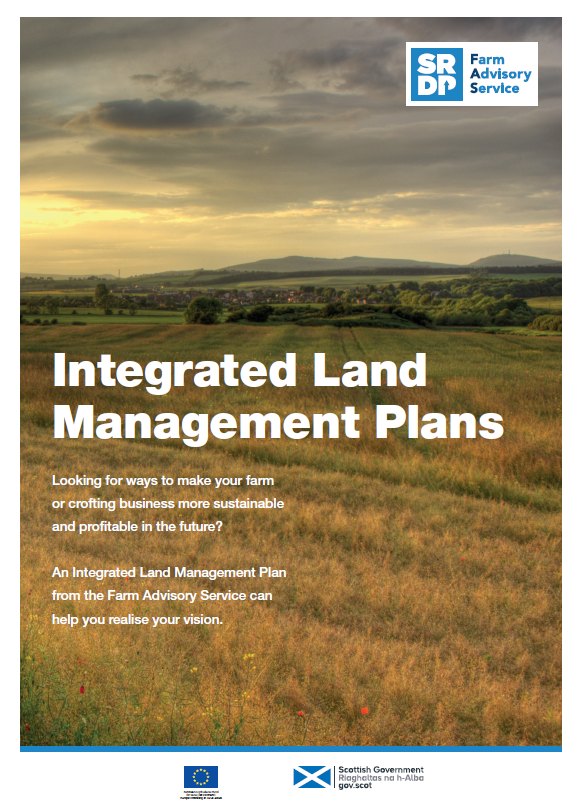 SR
DP
Farm
Advisory
Service
Integrated Land
Management Plans
Looking for ways to make your farm
or crofting business more sustainable
and profitable in the future?
An Integrated Land Management Plan
from the Farm Advisory Service can
help you realise your vision.
Scottish Government
Riaghaltas na h-Alba
gov.scot